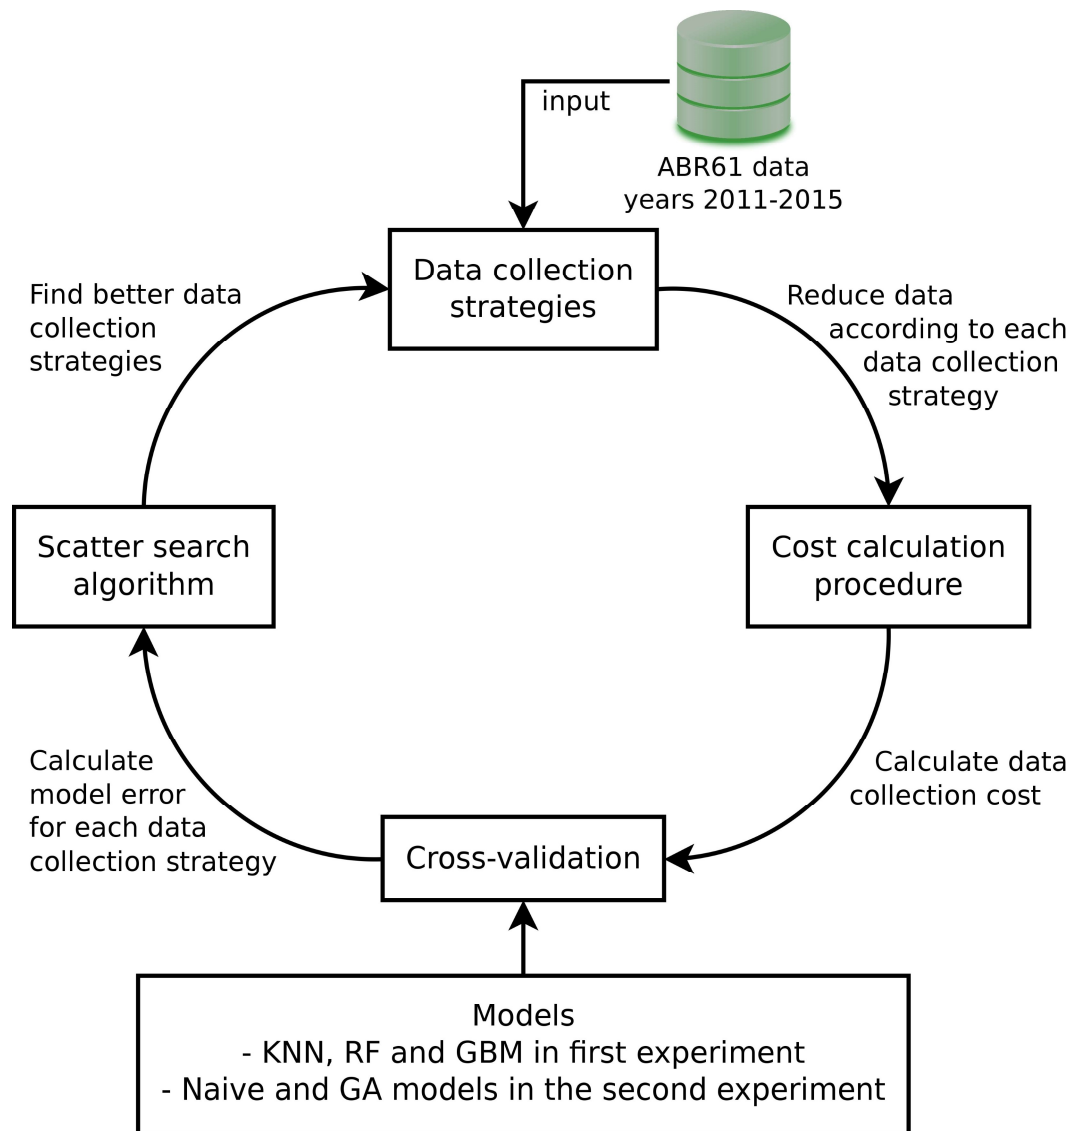 input
ABR61 data
years 2011-2015
Data collection
strategies
Find better data
collection
strategies
Reduce data
according to each
data collection
strategy
Scatter search
algorithm
Cost calculation
procedure
Calculate
model error
for each data
collection strategy
Calculate data
collection cost
Cross-validation
Models
- KNN, RF and GBM in first experiment
- Naive and GA models in the second experiment